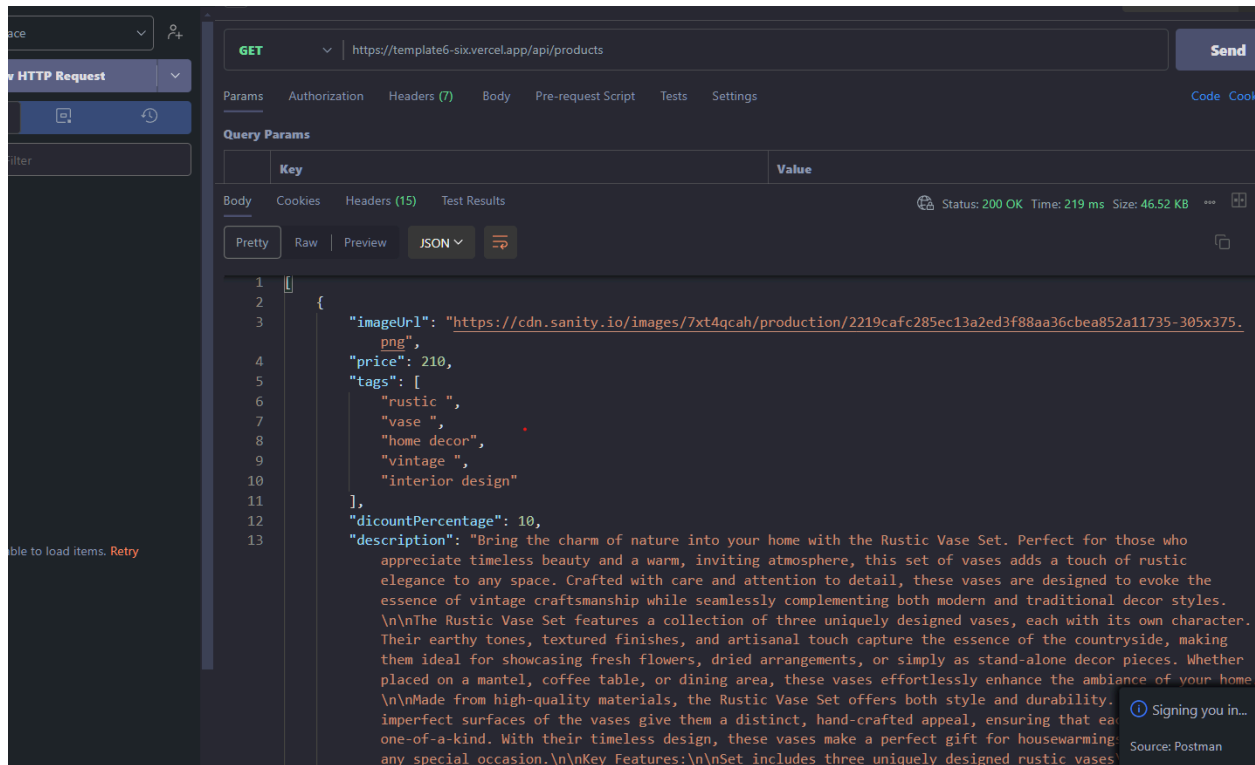 ace
GET https://template6-six.vercel.app/api/products Send
w HTTP Request
Params Authorization Headers (7) Body Pre-request Script Tests Settings Code Cook
Filter
Query Params
Key Value
Body Cookies Headers (15) Test Results Status: 200 OK Time: 219 ms Size: 46.52 KB
Pretty Raw Preview JSON
1 [
2 {
3 "imageUrl": "https://cdn.sanity.io/images/7xt4qcah/production/2219cafc285ec13a2ed3f88aa36cbea852a11735-305x375.
png",
4 "price": 210,
5 "tags": [
6 "rustic ",
7 "vase ",
8 "home decor",
9 "vintage ",
10 "interior design"
11 ],
12 "dicountPercentage": 10,
13 "description": "Bring the charm of nature into your home with the Rustic Vase Set. Perfect for those who
able to load items. Retry
appreciate timeless beauty and a warm, inviting atmosphere, this set of vases adds a touch of rustic
elegance to any space. Crafted with care and attention to detail, these vases are designed to evoke the
essence of vintage craftsmanship while seamlessly complementing both modern and traditional decor styles.
\n\nThe Rustic Vase Set features a collection of three uniquely designed vases, each with its own character.
Their earthy tones, textured finishes, and artisanal touch capture the essence of the countryside, making
them ideal for showcasing fresh flowers, dried arrangements, or simply as stand-alone decor pieces. Whether
placed on a mantel, coffee table, or dining area, these vases effortlessly enhance the ambiance of your home
\n\nMade from high-quality materials, the Rustic Vase Set offers both style and durability.
imperfect surfaces of the vases give them a distinct, hand-crafted appeal, ensuring that eac
one-of-a-kind. With their timeless design, these vases make a perfect gift for housewarming
any special occasion.\n\nKey Features:\n\nSet includes three uniquely designed rustic vases
Signing you in...
Source: Postman